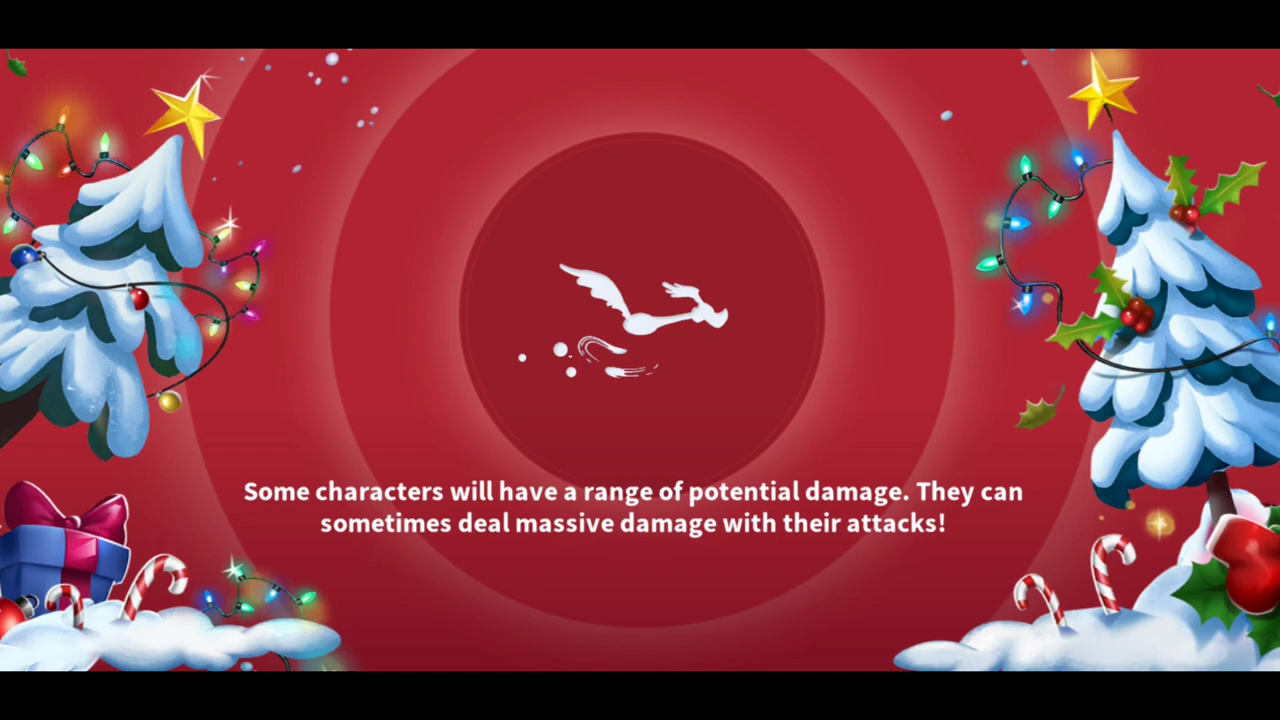 Some characters will have a range of potential damage. They can
sometimes deal massive damage with their attacks!